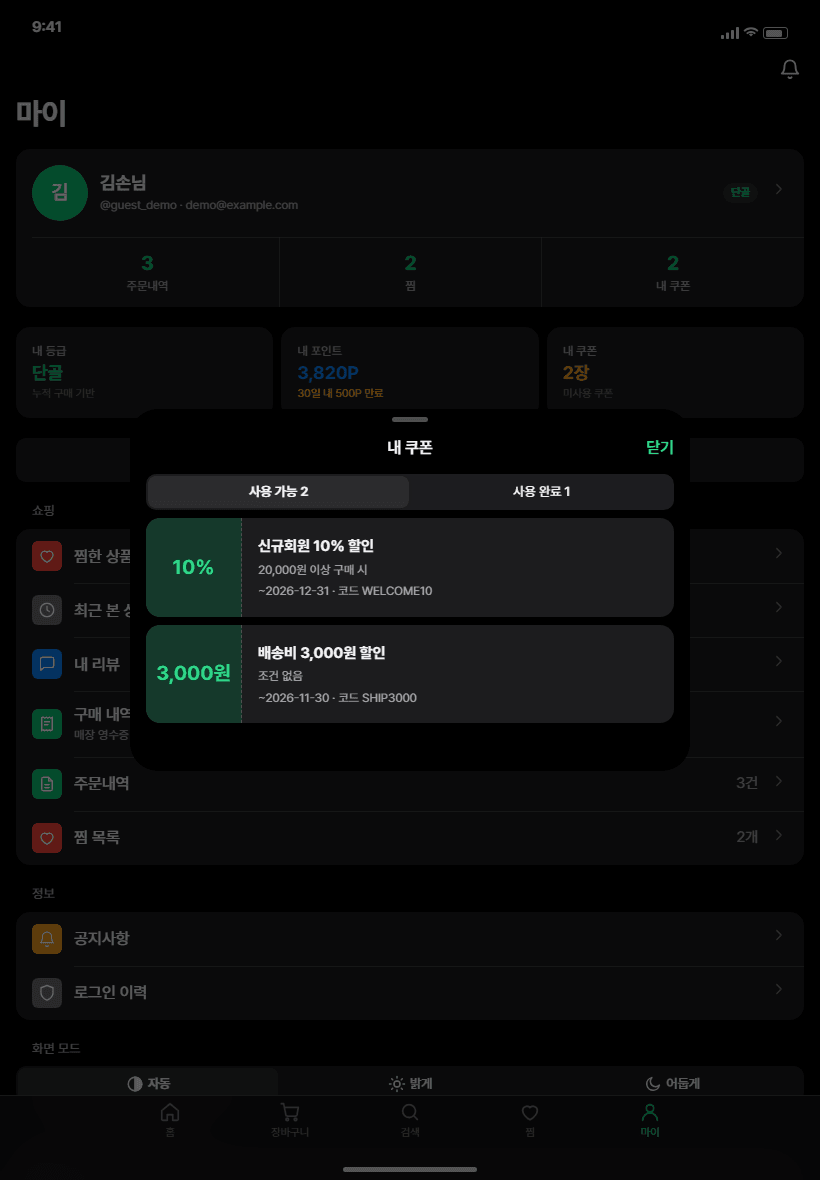 9:41
마이
김
김손님
@guest_demo · demo@example.com
단골
3
주문내역
2
찜
2
내 쿠폰
내 등급
단골
누적 구매 기반
내 포인트
3,820P
30일 내 500P 만료
내 쿠폰
2장
미사용 쿠폰
내 쿠폰
닫기
사용 가능 2
사용 완료 1
10%
신규회원 10% 할인
20,000원 이상 구매 시
~2026-12-31 · 코드 WELCOME10
3,000원
배송비 3,000원 할인
조건 없음
~2026-11-30 · 코드 SHIP3000
쇼핑
찜한 상품
최근 본
내 리뷰
구매 내역
매장 영수증
주문내역
3건
찜 목록
2개
정보
공지사항
로그인 이력
화면 모드
자동
밝게
어둡게
홈
장바구니
검색
찜
마이